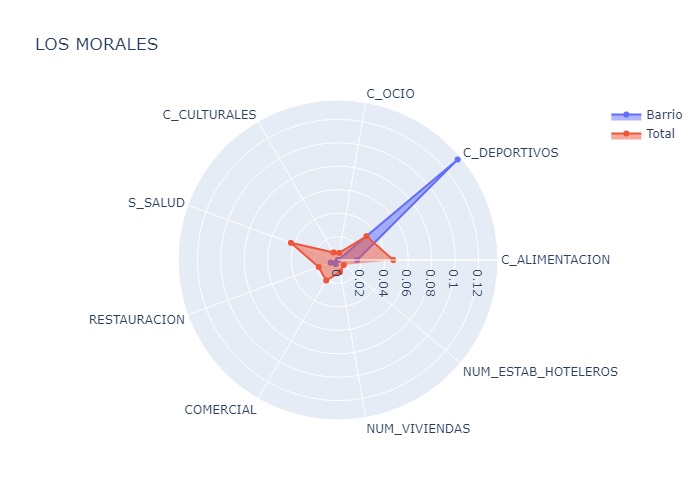 LOS MORALES
C_OCIO
C_CULTURALES
C_DEPORTIVOS
S_SALUD
C_ALIMENTACION
RESTAURACION
NUM_ESTAB_HOTELEROS
COMERCIAL
NUM_VIVIENDAS
0
0.02
0.04
0.06
0.08
0.1
0.12
Barrio
Total